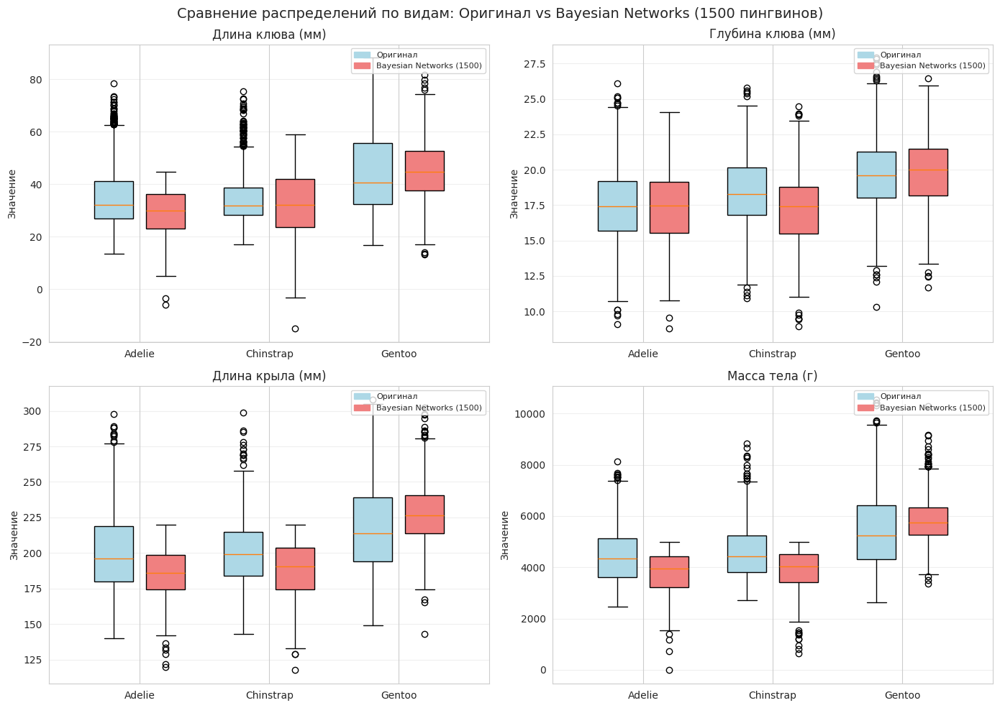 Сравнение распределений по видам: Оригинал vs Bayesian Networks (1500 пингвинов)
Длина клюва (мм)
Значение
80
60
40
20
0
−20
Оригинал
Bayesian Networks (1500)
Adelie
Chinstrap
Gentoo
Глубина клюва (мм)
Значение
27.5
25.0
22.5
20.0
17.5
15.0
12.5
10.0
Оригинал
Bayesian Networks (1500)
Adelie
Chinstrap
Gentoo
Длина крыла (мм)
Значение
300
275
250
225
200
175
150
125
Оригинал
Bayesian Networks (1500)
Adelie
Chinstrap
Gentoo
Масса тела (г)
Значение
10000
8000
6000
4000
2000
0
Оригинал
Bayesian Networks (1500)
Adelie
Chinstrap
Gentoo